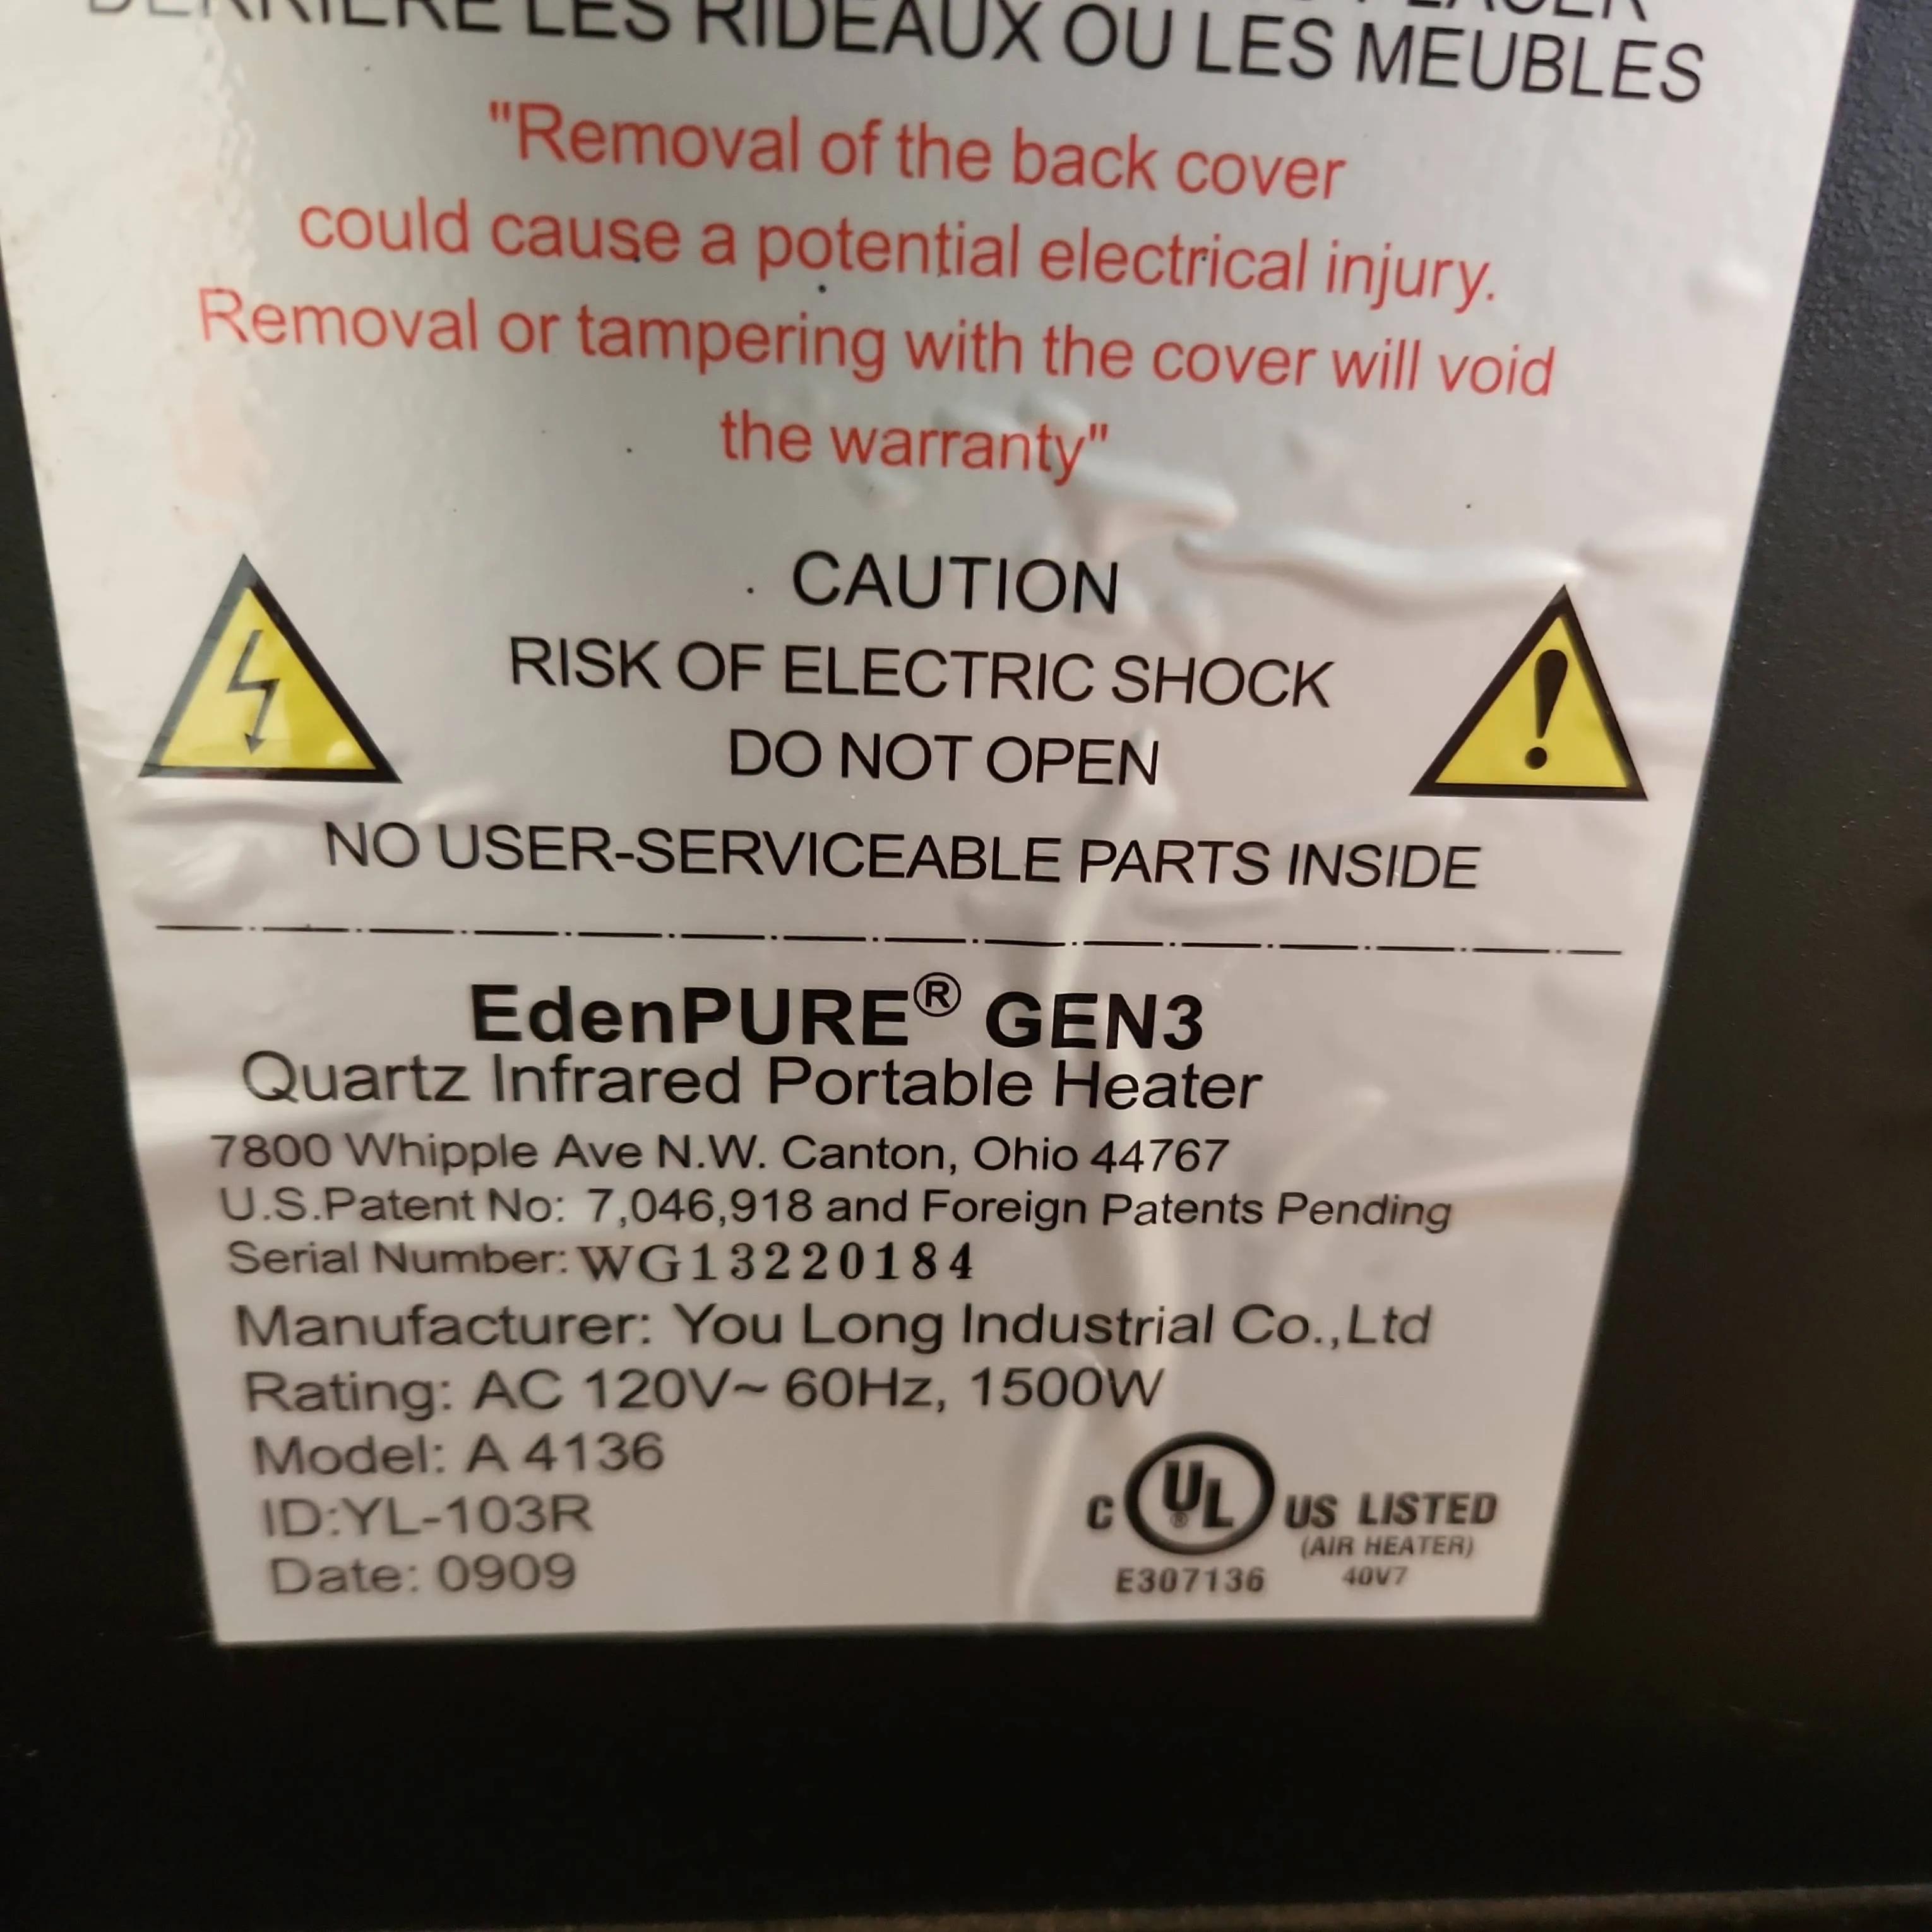 DERRIÈRE LES RIDEAUX OU LES MEUBLES
"Removal of the back cover
could cause a potential electrical injury.
Removal or tampering with the cover will void
the warranty"
CAUTION
RISK OF ELECTRIC SHOCK
DO NOT OPEN
NO USER-SERVICEABLE PARTS INSIDE
EdenPURE® GEN3
Quartz Infrared Portable Heater
7800 Whipple Ave N.W. Canton, Ohio 44767
U.S.Patent No: 7,046,918 and Foreign Patents Pending
Serial Number: WG13220184
Manufacturer: You Long Industrial Co.,Ltd
Rating: AC 120V~ 60Hz, 1500W
Model: A 4136
ID:YL-103R
Date: 0909
C UL® US LISTED
(AIR HEATER)
E307136 40V7